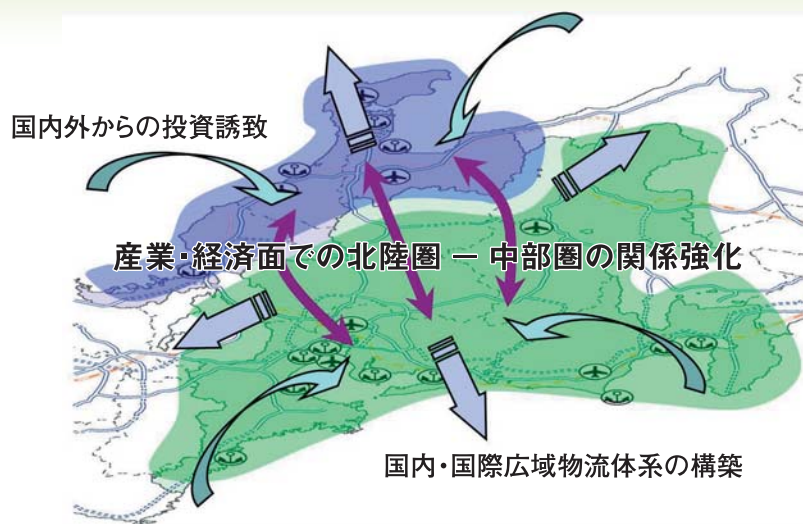 国内外からの投資誘致
産業・経済面での北陸圏 ー 中部圏の関係強化
国内・国際広域物流体系の構築